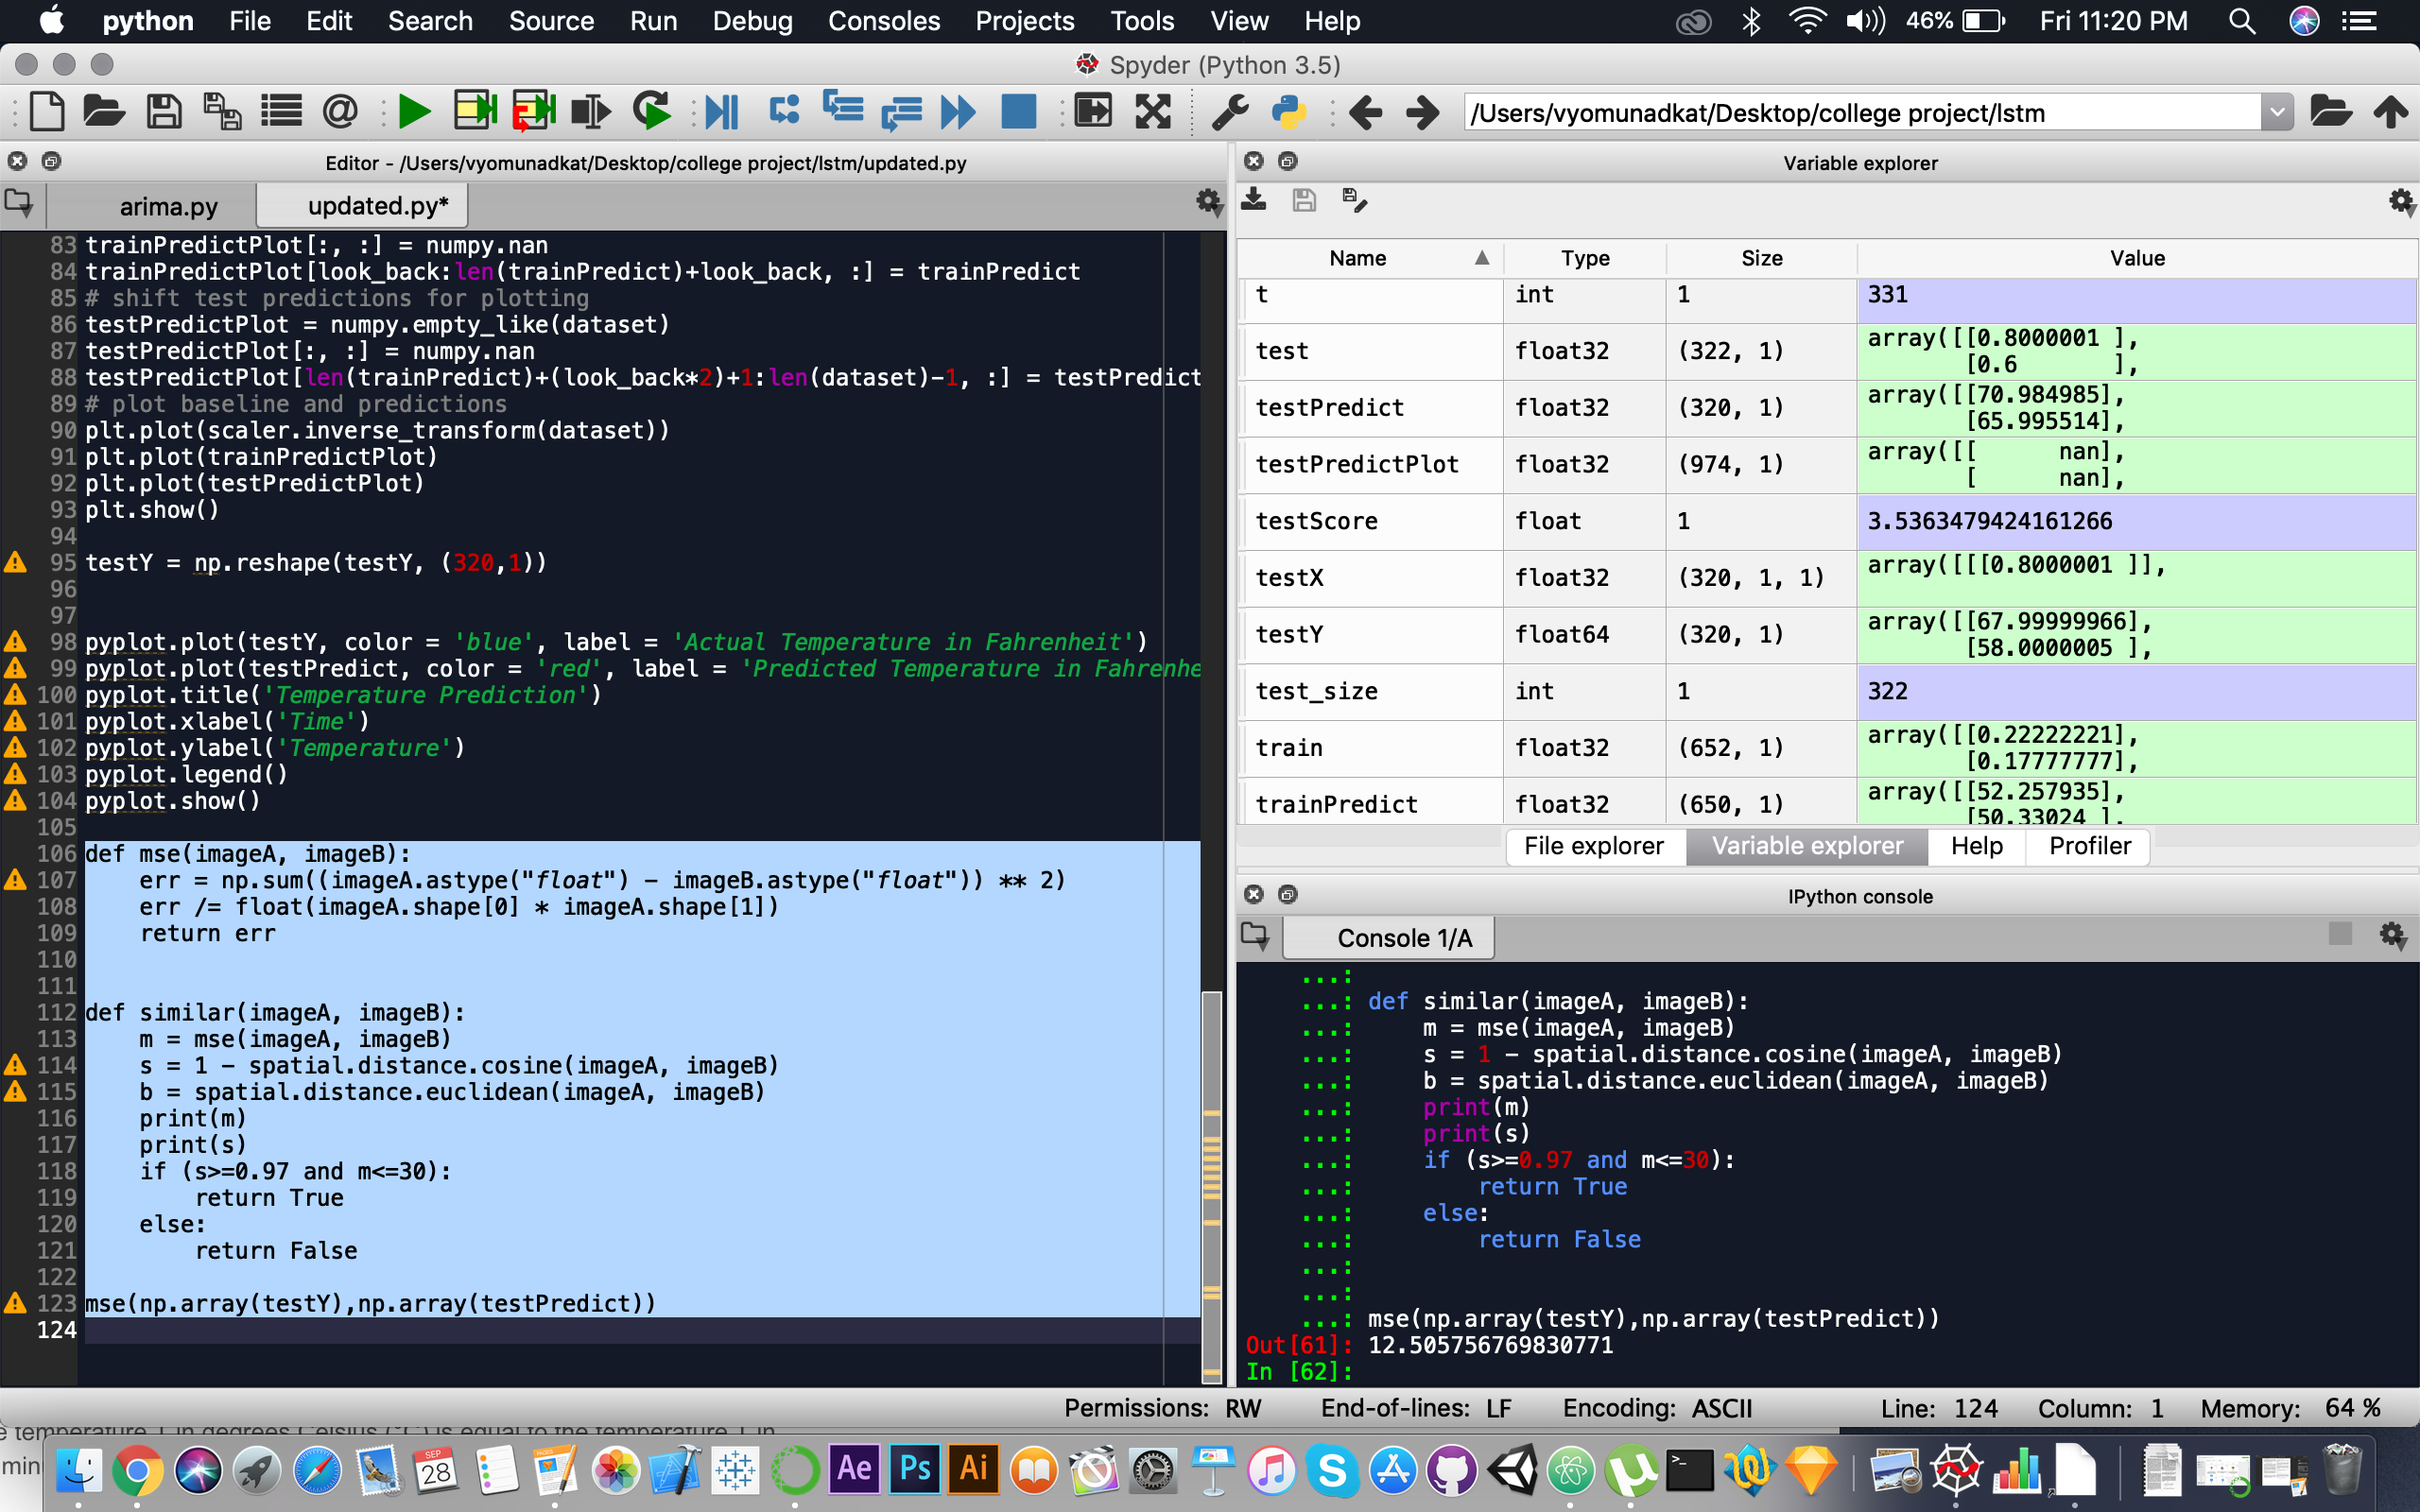 python File Edit Search Source Run Debug Consoles Projects Tools View Help 46% Fri 11:20 PM
Spyder (Python 3.5)
/Users/vyomunadkat/Desktop/college project/lstm
Editor - /Users/vyomunadkat/Desktop/college project/lstm/updated.py
arima.py updated.py*
83 trainPredictPlot[:, :] = numpy.nan
84 trainPredictPlot[look_back:len(trainPredict)+look_back, :] = trainPredict
85 # shift test predictions for plotting
86 testPredictPlot = numpy.empty_like(dataset)
87 testPredictPlot[:, :] = numpy.nan
88 testPredictPlot[len(trainPredict)+(look_back*2)+1:len(dataset)-1, :] = testPredict
89 # plot baseline and predictions
90 plt.plot(scaler.inverse_transform(dataset))
91 plt.plot(trainPredictPlot)
92 plt.plot(testPredictPlot)
93 plt.show()
94
95 testY = np.reshape(testY, (320,1))
96
97
98 pyplot.plot(testY, color = 'blue', label = 'Actual Temperature in Fahrenheit')
99 pyplot.plot(testPredict, color = 'red', label = 'Predicted Temperature in Fahrenhe
100 pyplot.title('Temperature Prediction')
101 pyplot.xlabel('Time')
102 pyplot.ylabel('Temperature')
103 pyplot.legend()
104 pyplot.show()
105
106 def mse(imageA, imageB):
107     err = np.sum((imageA.astype("float") - imageB.astype("float")) ** 2)
108     err /= float(imageA.shape[0] * imageA.shape[1])
109     return err
110
111
112 def similar(imageA, imageB):
113     m = mse(imageA, imageB)
114     s = 1 - spatial.distance.cosine(imageA, imageB)
115     b = spatial.distance.euclidean(imageA, imageB)
116     print(m)
117     print(s)
118     if (s>=0.97 and m<=30):
119         return True
120     else:
121         return False
122
123 mse(np.array(testY),np.array(testPredict))
124
Variable explorer
Name Type Size Value
t int 1 331
test float32 (322, 1) array([[0.8000001 ],
[0.6       ],
testPredict float32 (320, 1) array([[70.984985],
[65.995514],
testPredictPlot float32 (974, 1) array([[      nan],
[      nan],
testScore float 1 3.5363479424161266
testX float32 (320, 1, 1) array([[[0.8000001 ]],
testY float64 (320, 1) array([[67.99999966],
[58.0000005 ],
test_size int 1 322
train float32 (652, 1) array([[0.22222221],
[0.17777777],
trainPredict float32 (650, 1) array([[52.257935],
[50.33024 ],
File explorer Variable explorer Help Profiler
IPython console
Console 1/A
...:
...: def similar(imageA, imageB):
...:     m = mse(imageA, imageB)
...:     s = 1 - spatial.distance.cosine(imageA, imageB)
...:     b = spatial.distance.euclidean(imageA, imageB)
...:     print(m)
...:     print(s)
...:     if (s>=0.97 and m<=30):
...:         return True
...:     else:
...:         return False
...:
...:
...: mse(np.array(testY),np.array(testPredict))
Out[61]: 12.505756769830771
In [62]:
Permissions: RW End-of-lines: LF Encoding: ASCII Line: 124 Column: 1 Memory: 64 %
e temperature T in degrees Celsius (°C) is equal to the temperature T in
minu
SEP
28
PAGES
Ae Ps Ai